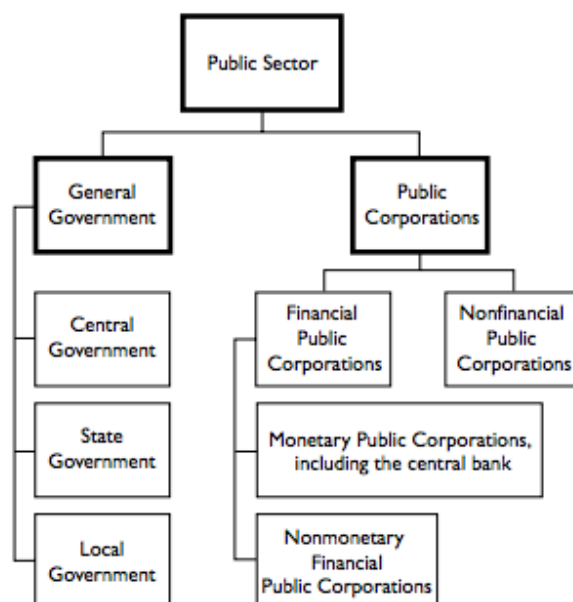 Public Sector
General
Government
Public
Corporations
Central
Government
Financial
Public
Corporations
Nonfinancial
Public
Corporations
State
Government
Monetary Public Corporations,
including the central bank
Local
Government
Nonmonetary
Financial
Public Corporations